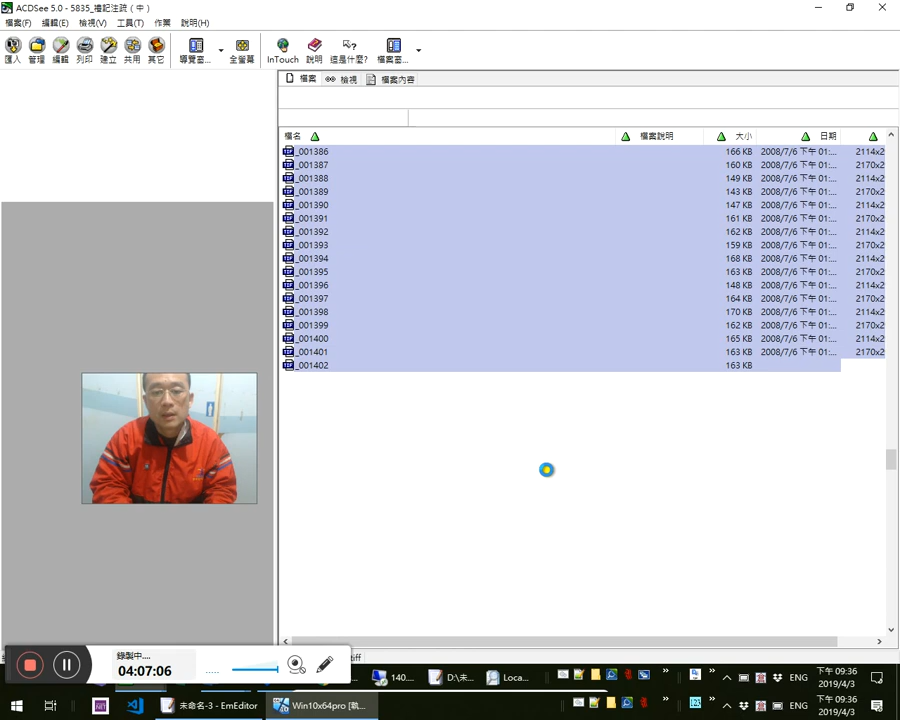 ACDSee 5.0 - 5835_禮記注疏（中）
檔案(F) 編輯(E) 檢視(V) 工具(T) 作業 說明(H)
匯入 管理 編輯 列印 建立 共用 其它 導覽窗... 全螢幕 InTouch 說明 這是什麼? 檔案窗...
檔案 檢視 檔案內容
檔名 檔案說明 大小 日期
_001386 166 KB 2008/7/6 下午 01:... 2114x2
_001387 160 KB 2008/7/6 下午 01:... 2170x2
_001388 149 KB 2008/7/6 下午 01:... 2114x2
_001389 143 KB 2008/7/6 下午 01:... 2170x2
_001390 147 KB 2008/7/6 下午 01:... 2114x2
_001391 161 KB 2008/7/6 下午 01:... 2170x2
_001392 162 KB 2008/7/6 下午 01:... 2114x2
_001393 159 KB 2008/7/6 下午 01:... 2170x2
_001394 168 KB 2008/7/6 下午 01:... 2114x2
_001395 163 KB 2008/7/6 下午 01:... 2170x2
_001396 148 KB 2008/7/6 下午 01:... 2114x2
_001397 164 KB 2008/7/6 下午 01:... 2170x2
_001398 170 KB 2008/7/6 下午 01:... 2114x2
_001399 162 KB 2008/7/6 下午 01:... 2170x2
_001400 165 KB 2008/7/6 下午 01:... 2114x2
_001401 163 KB 2008/7/6 下午 01:... 2170x2
_001402 163 KB
錄製中....
04:07:06
140... D:\未... Loca... ENG 下午 09:36
2019/4/3
未命名-3 - EmEditor Win10x64pro [執... ENG 下午 09:36
2019/4/3